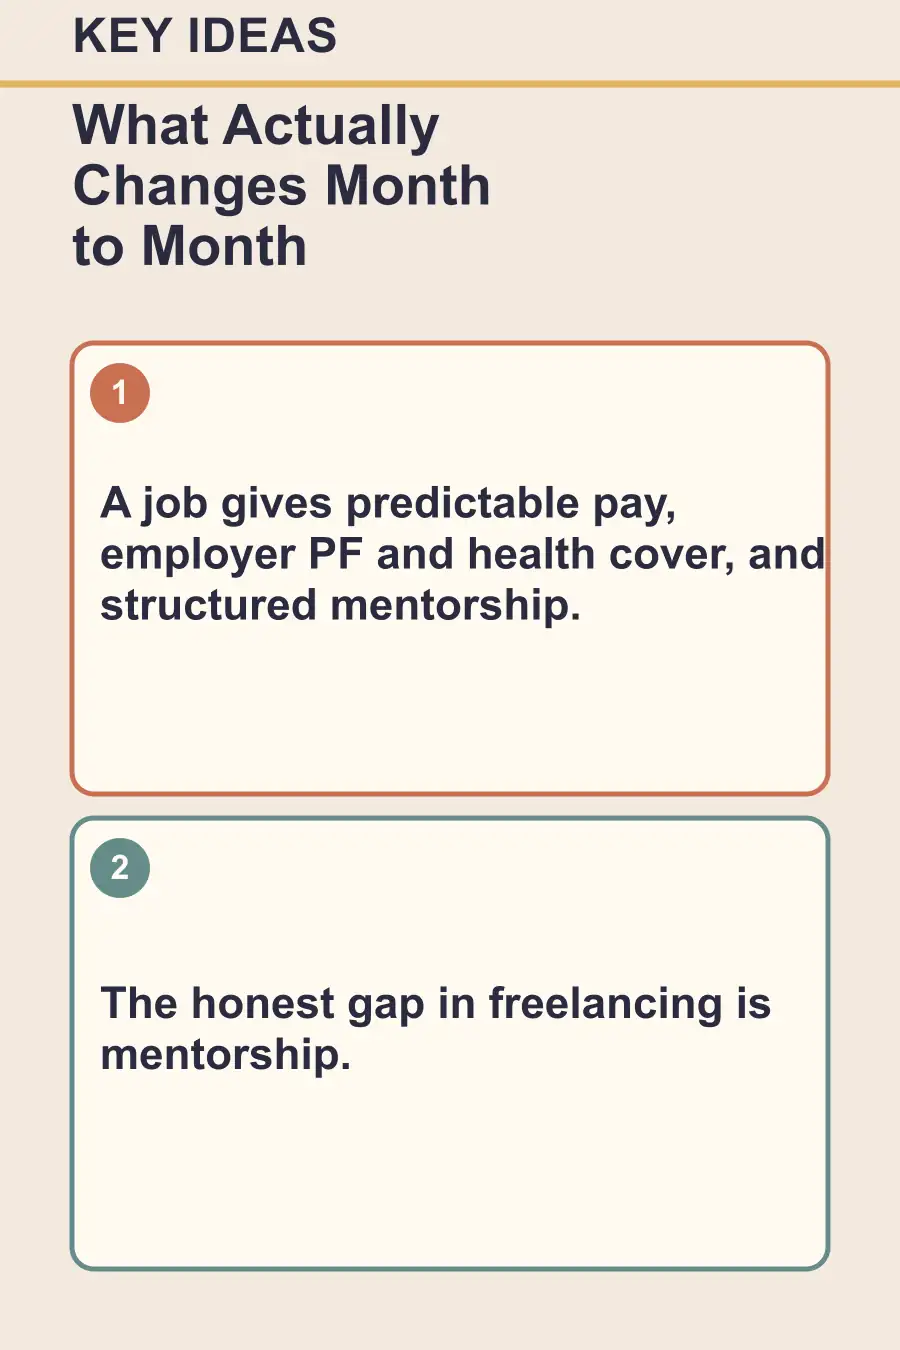 KEY IDEAS
What Actually
Changes Month
to Month
1
A job gives predictable pay,
employer PF and health cover, and
structured mentorship.
2
The honest gap in freelancing is
mentorship.